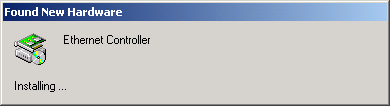 Found New Hardware
Ethernet Controller
Installing ...